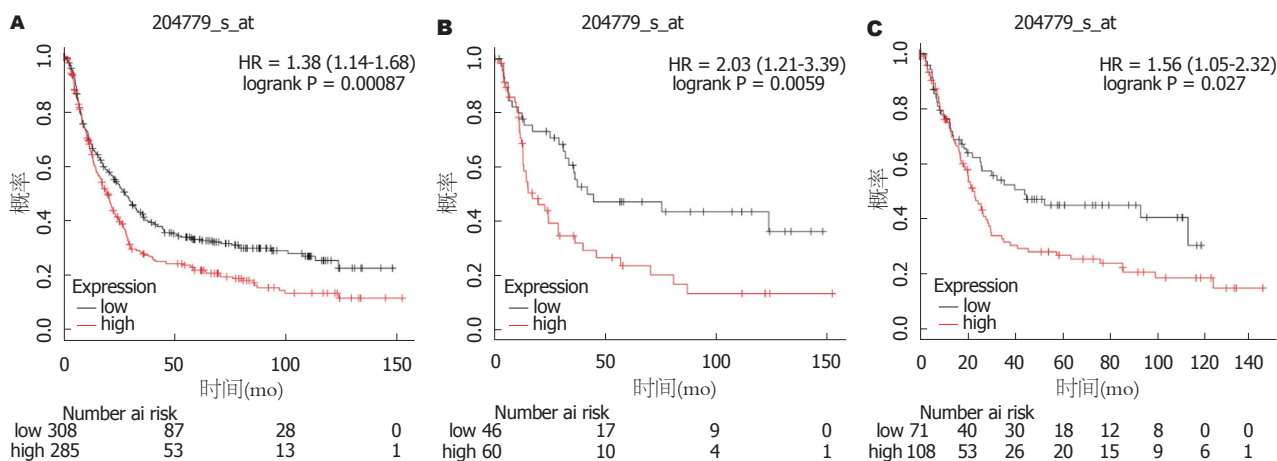 A
204779_s_at
HR = 1.38 (1.14-1.68)
logrank P = 0.00087
概率
1.0
0.8
0.6
0.4
0.2
0.0
Expression
low
high
0 50 100 150
时间(mo)
Number ai risk
low 308 87 28 0
high 285 53 13 1
B
204779_s_at
HR = 2.03 (1.21-3.39)
logrank P = 0.0059
概率
1.0
0.8
0.6
0.4
0.2
0.0
Expression
low
high
0 50 100 150
时间(mo)
Number ai risk
low 46 17 9 0
high 60 10 4 1
C
204779_s_at
HR = 1.56 (1.05-2.32)
logrank P = 0.027
概率
1.0
0.8
0.6
0.4
0.2
0.0
Expression
low
high
0 20 40 60 80 100 120 140
时间(mo)
Number ai risk
low 71 40 30 18 12 8 0 0
high 108 53 26 20 15 9 6 1